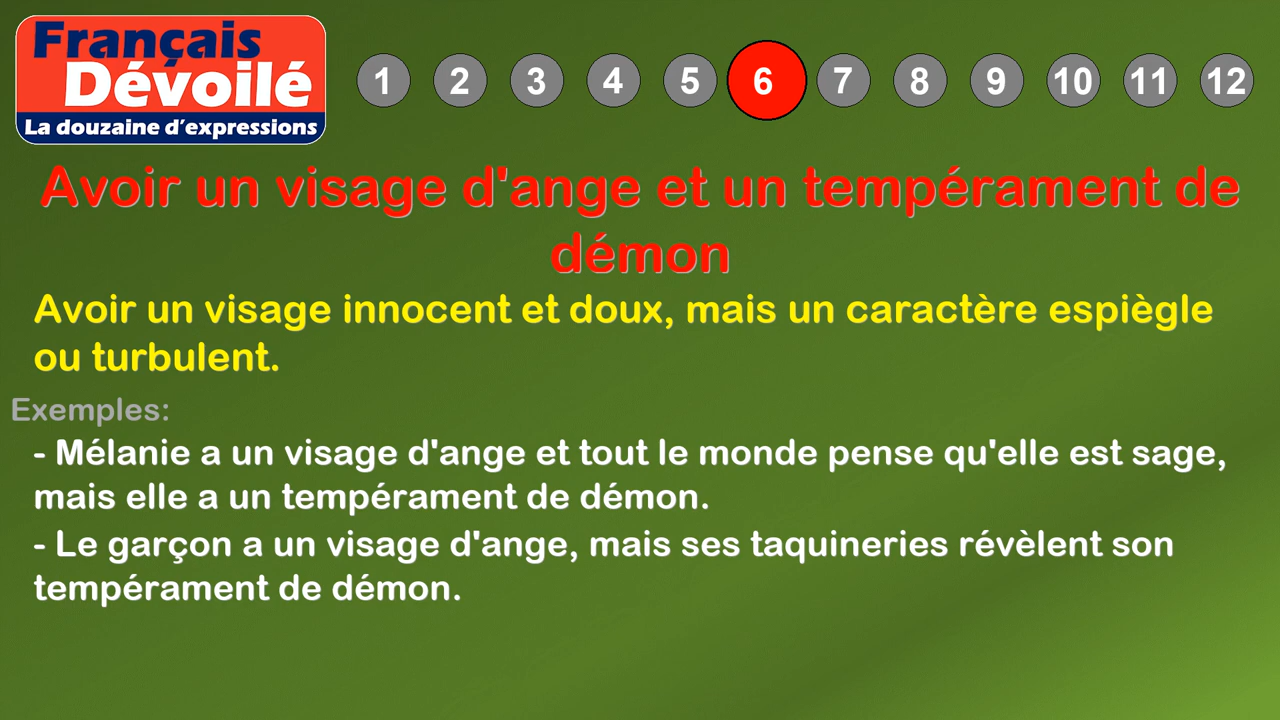 Français
Dévoilé
La douzaine d'expressions
1 2 3 4 5 6 7 8 9 10 11 12
Avoir un visage d'ange et un tempérament de
démon
Avoir un visage innocent et doux, mais un caractère espiègle
ou turbulent.
Exemples:
- Mélanie a un visage d'ange et tout le monde pense qu'elle est sage,
mais elle a un tempérament de démon.
- Le garçon a un visage d'ange, mais ses taquineries révèlent son
tempérament de démon.